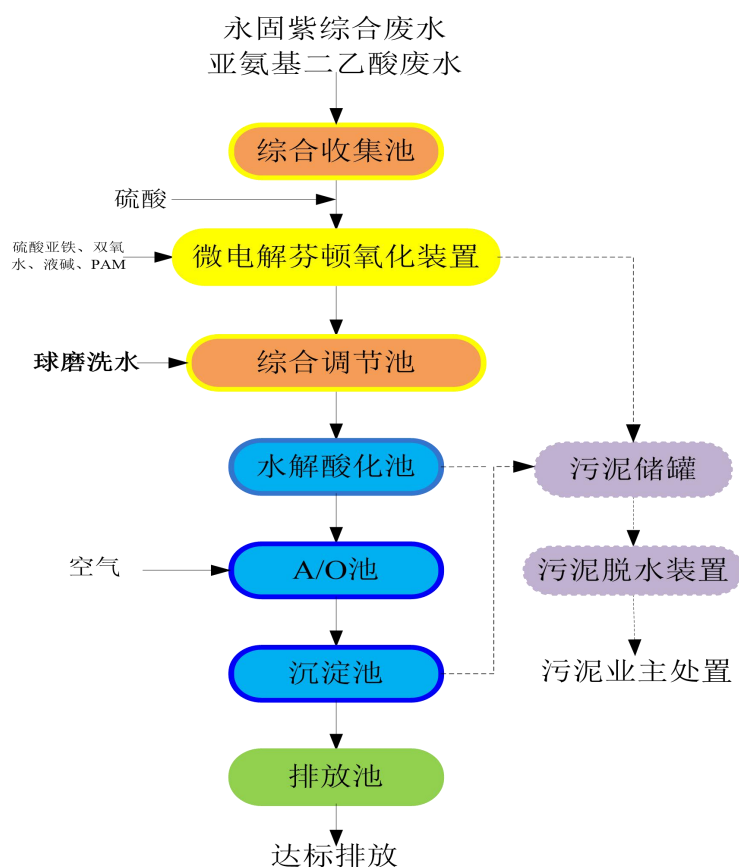 永固紫综合废水
亚氨基二乙酸废水
综合收集池
硫酸
硫酸亚铁、双氧
水、液碱、PAM
微电解芬顿氧化装置
球磨洗水
综合调节池
水解酸化池
污泥储罐
空气
A/O池
污泥脱水装置
沉淀池
污泥业主处置
排放池
达标排放